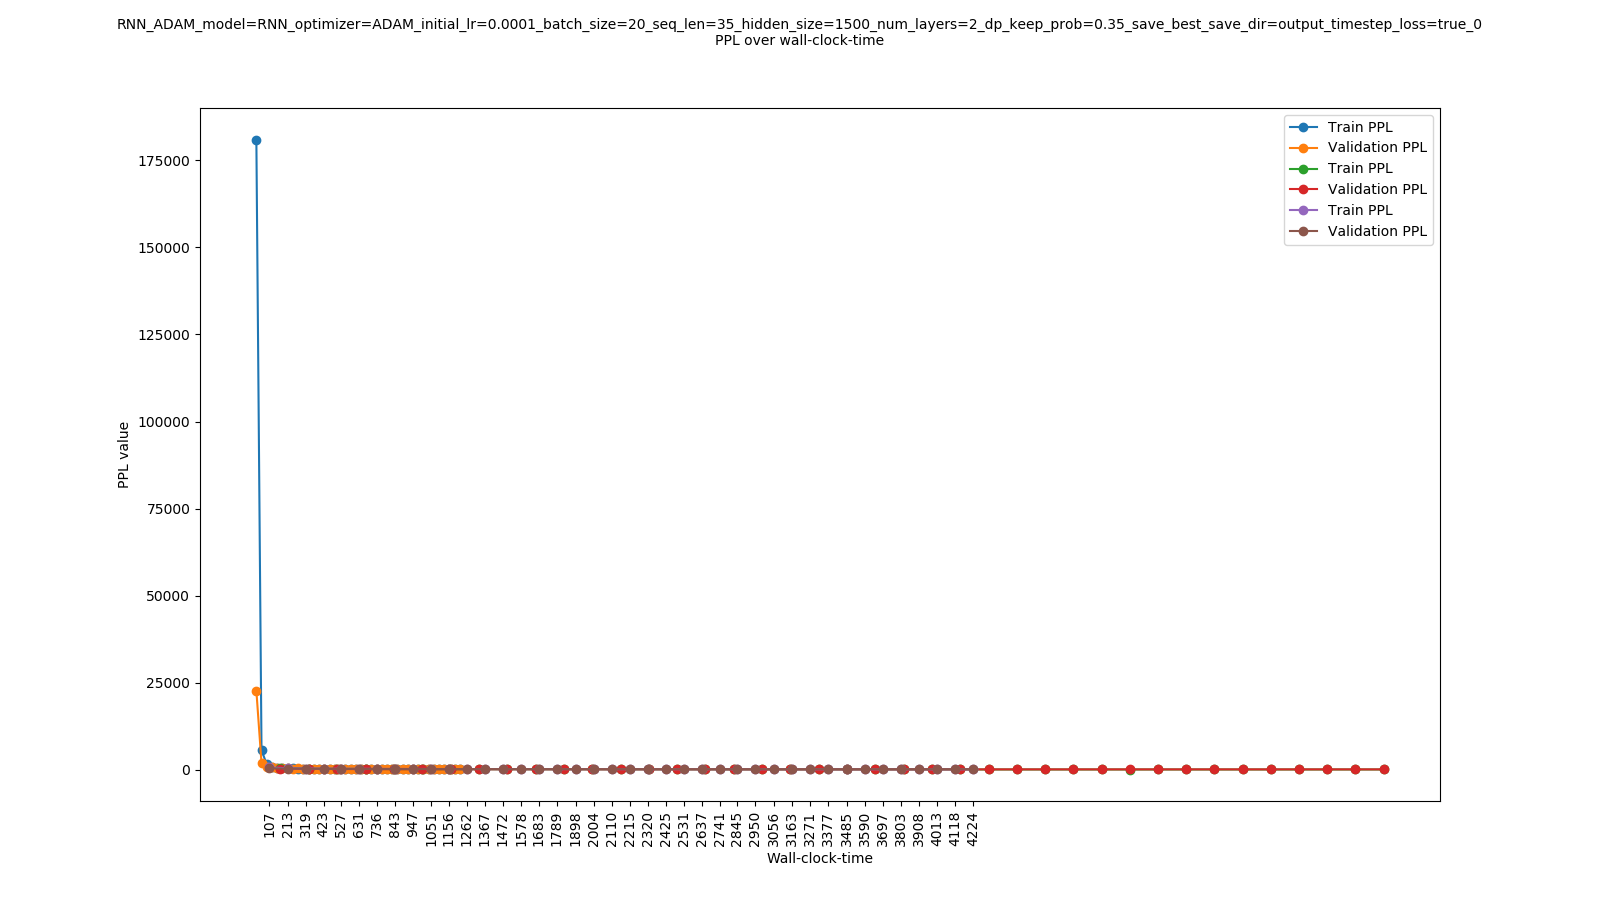 RNN_ADAM_model=RNN_optimizer=ADAM_initial_lr=0.0001_batch_size=20_seq_len=35_hidden_size=1500_num_layers=2_dp_keep_prob=0.35_save_best_save_dir=output_timestep_loss=true_0
PPL over wall-clock-time
Train PPL
Validation PPL
Train PPL
Validation PPL
Train PPL
Validation PPL
PPL value
175000
150000
125000
100000
75000
50000
25000
0
107 213 319 423 527 631 736 843 947 1051 1156 1262 1367 1472 1578 1683 1789 1898 2004 2110 2215 2320 2425 2531 2637 2741 2845 2950 3056 3163 3271 3377 3485 3590 3697 3803 3908 4013 4118 4224
Wall-clock-time